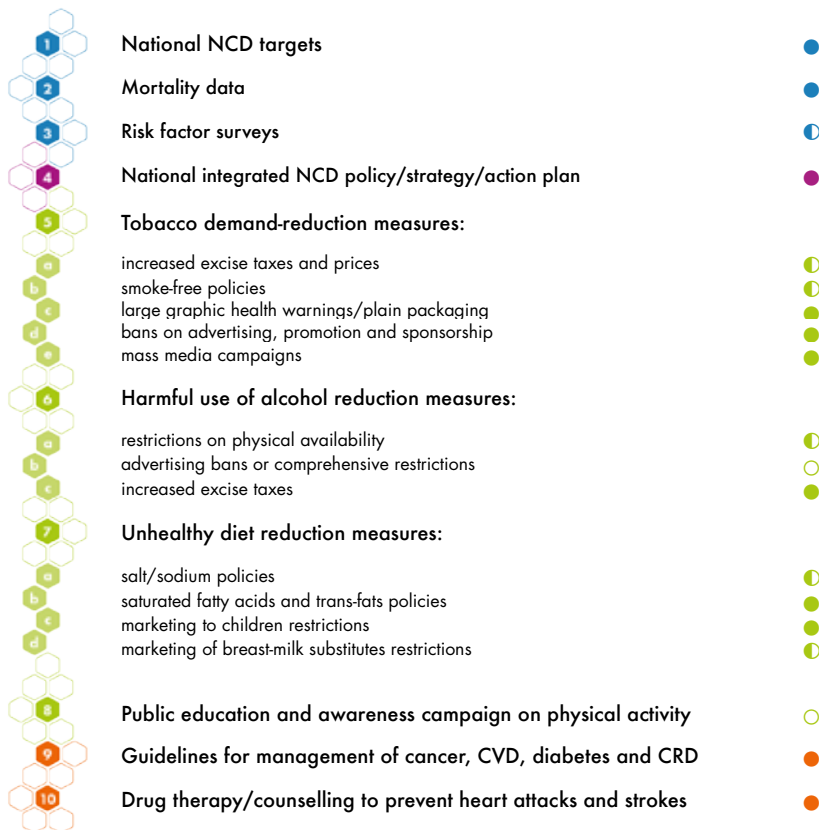 1 National NCD targets
2 Mortality data
3 Risk factor surveys
4 National integrated NCD policy/strategy/action plan
5 Tobacco demand-reduction measures:
a increased excise taxes and prices
b smoke-free policies
c large graphic health warnings/plain packaging
d bans on advertising, promotion and sponsorship
e mass media campaigns
6 Harmful use of alcohol reduction measures:
a restrictions on physical availability
b advertising bans or comprehensive restrictions
c increased excise taxes
7 Unhealthy diet reduction measures:
a salt/sodium policies
b saturated fatty acids and trans-fats policies
c marketing to children restrictions
d marketing of breast-milk substitutes restrictions
8 Public education and awareness campaign on physical activity
9 Guidelines for management of cancer, CVD, diabetes and CRD
10 Drug therapy/counselling to prevent heart attacks and strokes